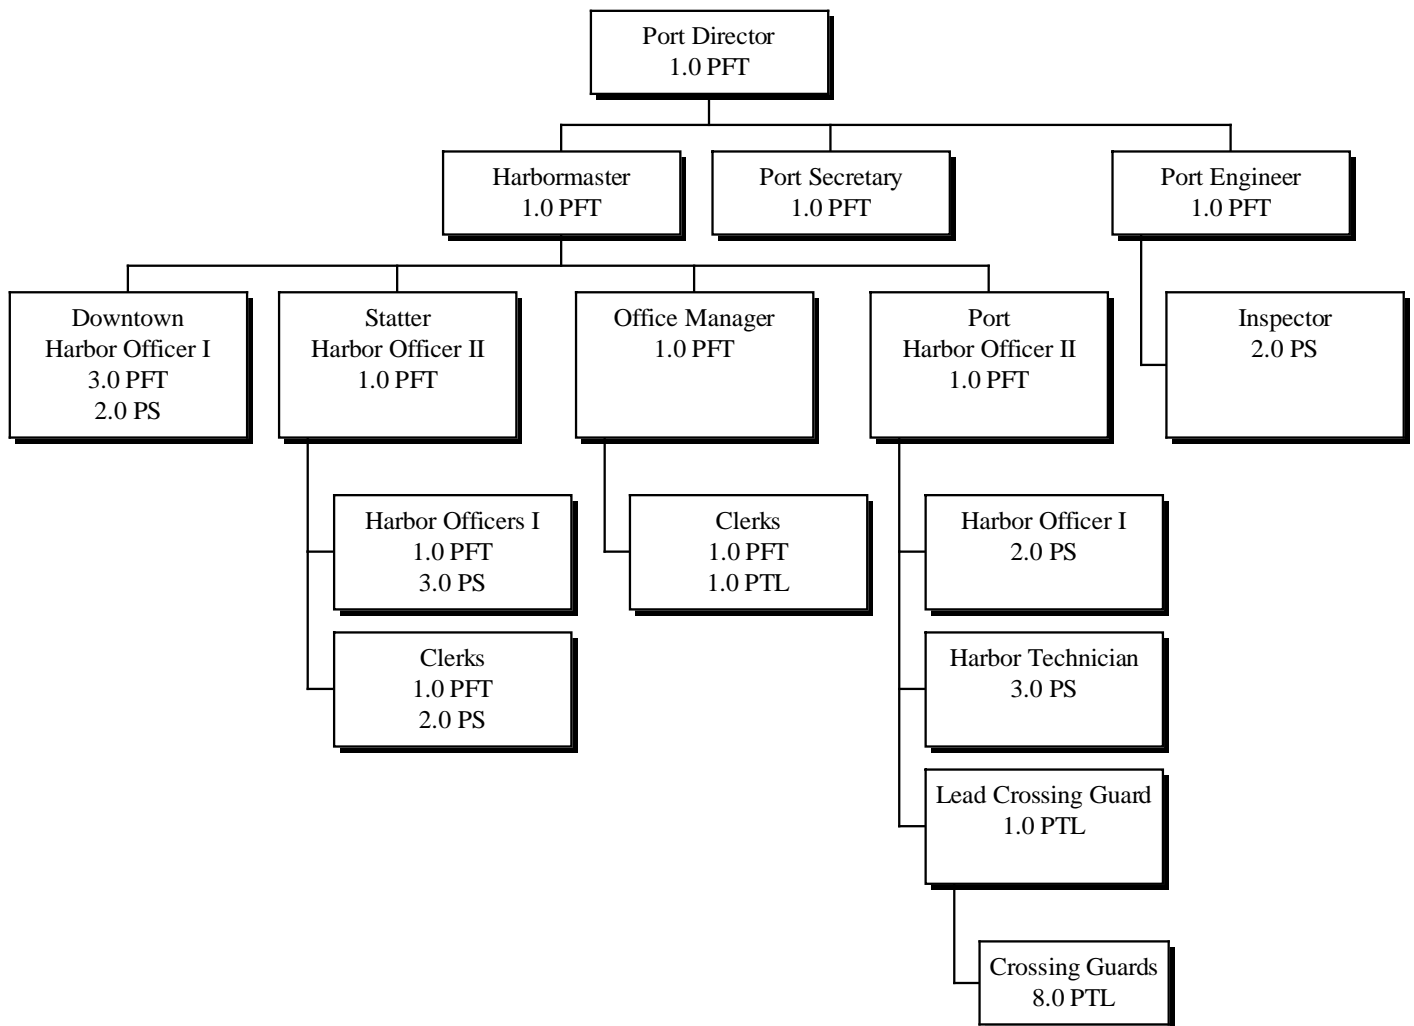 Port Director
1.0 PFT
Harbormaster
1.0 PFT
Port Secretary
1.0 PFT
Port Engineer
1.0 PFT
Downtown
Harbor Officer I
3.0 PFT
2.0 PS
Statter
Harbor Officer II
1.0 PFT
Office Manager
1.0 PFT
Port
Harbor Officer II
1.0 PFT
Inspector
2.0 PS
Harbor Officers I
1.0 PFT
3.0 PS
Clerks
1.0 PFT
2.0 PS
Clerks
1.0 PFT
1.0 PTL
Harbor Officer I
2.0 PS
Harbor Technician
3.0 PS
Lead Crossing Guard
1.0 PTL
Crossing Guards
8.0 PTL